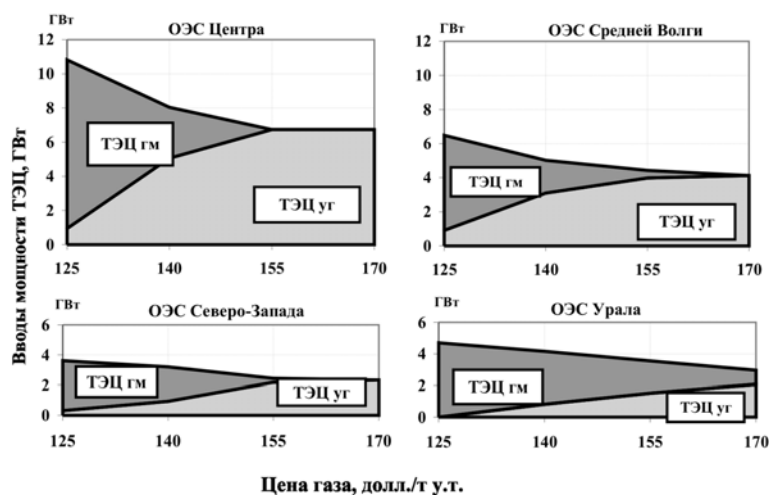 Вводы мощности ТЭЦ, ГВт
ГВт
ОЭС Центра
12
10
8
6
4
2
0
ТЭЦ гм
ТЭЦ уг
125 140 155 170
ГВт
ОЭС Средней Волги
12
10
8
6
4
2
0
ТЭЦ гм
ТЭЦ уг
125 140 155 170
ГВт
ОЭС Северо-Запада
6
4
2
0
ТЭЦ гм
ТЭЦ уг
125 140 155 170
ГВт
ОЭС Урала
6
4
2
0
ТЭЦ гм
ТЭЦ уг
125 140 155 170
Цена газа, долл./т у.т.